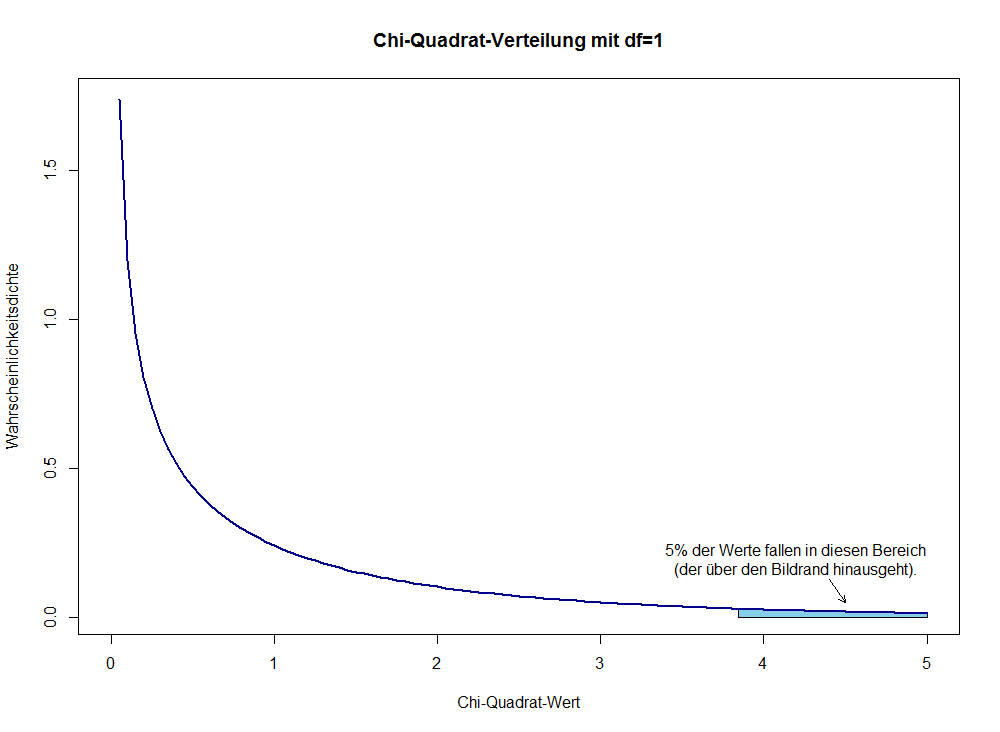 Chi-Quadrat-Verteilung mit df=1
Wahrscheinlichkeitsdichte
1.5
1.0
0.5
0.0
5% der Werte fallen in diesen Bereich
(der über den Bildrand hinausgeht).
0 1 2 3 4 5
Chi-Quadrat-Wert